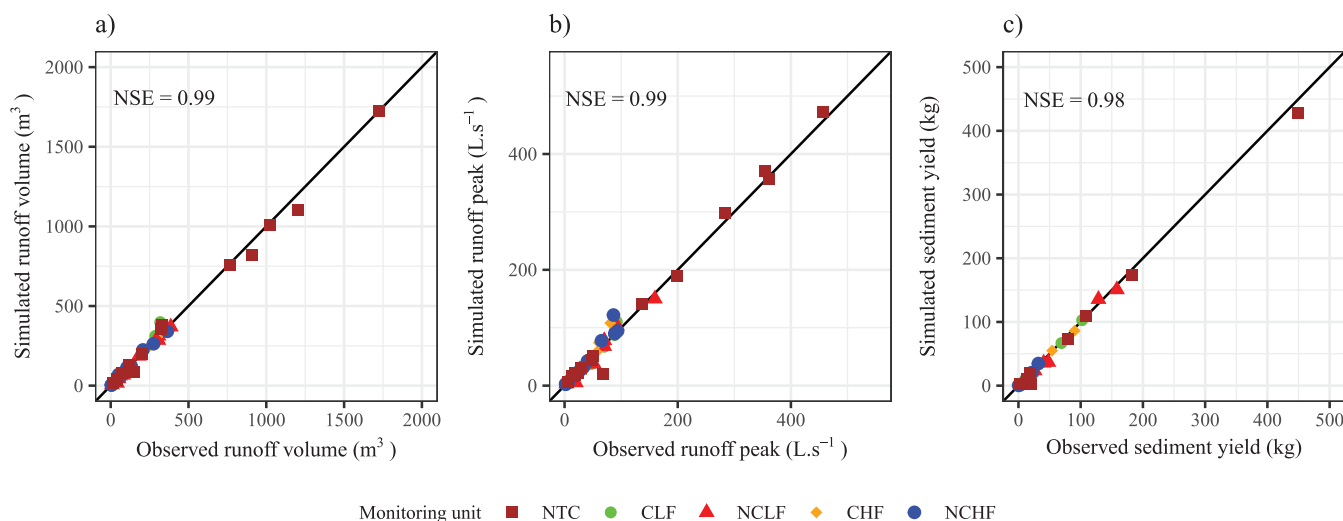 a)
NSE = 0.99
Simulated runoff volume (m³ )
2000
1500
1000
500
0
0 500 1000 1500 2000
Observed runoff volume (m³ )
b)
NSE = 0.99
Simulated runoff peak (L.s⁻¹ )
400
200
0
0 200 400
Observed runoff peak (L.s⁻¹ )
c)
NSE = 0.98
Simulated sediment yield (kg)
500
400
300
200
100
0
0 100 200 300 400 500
Observed sediment yield (kg)
Monitoring unit NTC CLF NCLF CHF NCHF